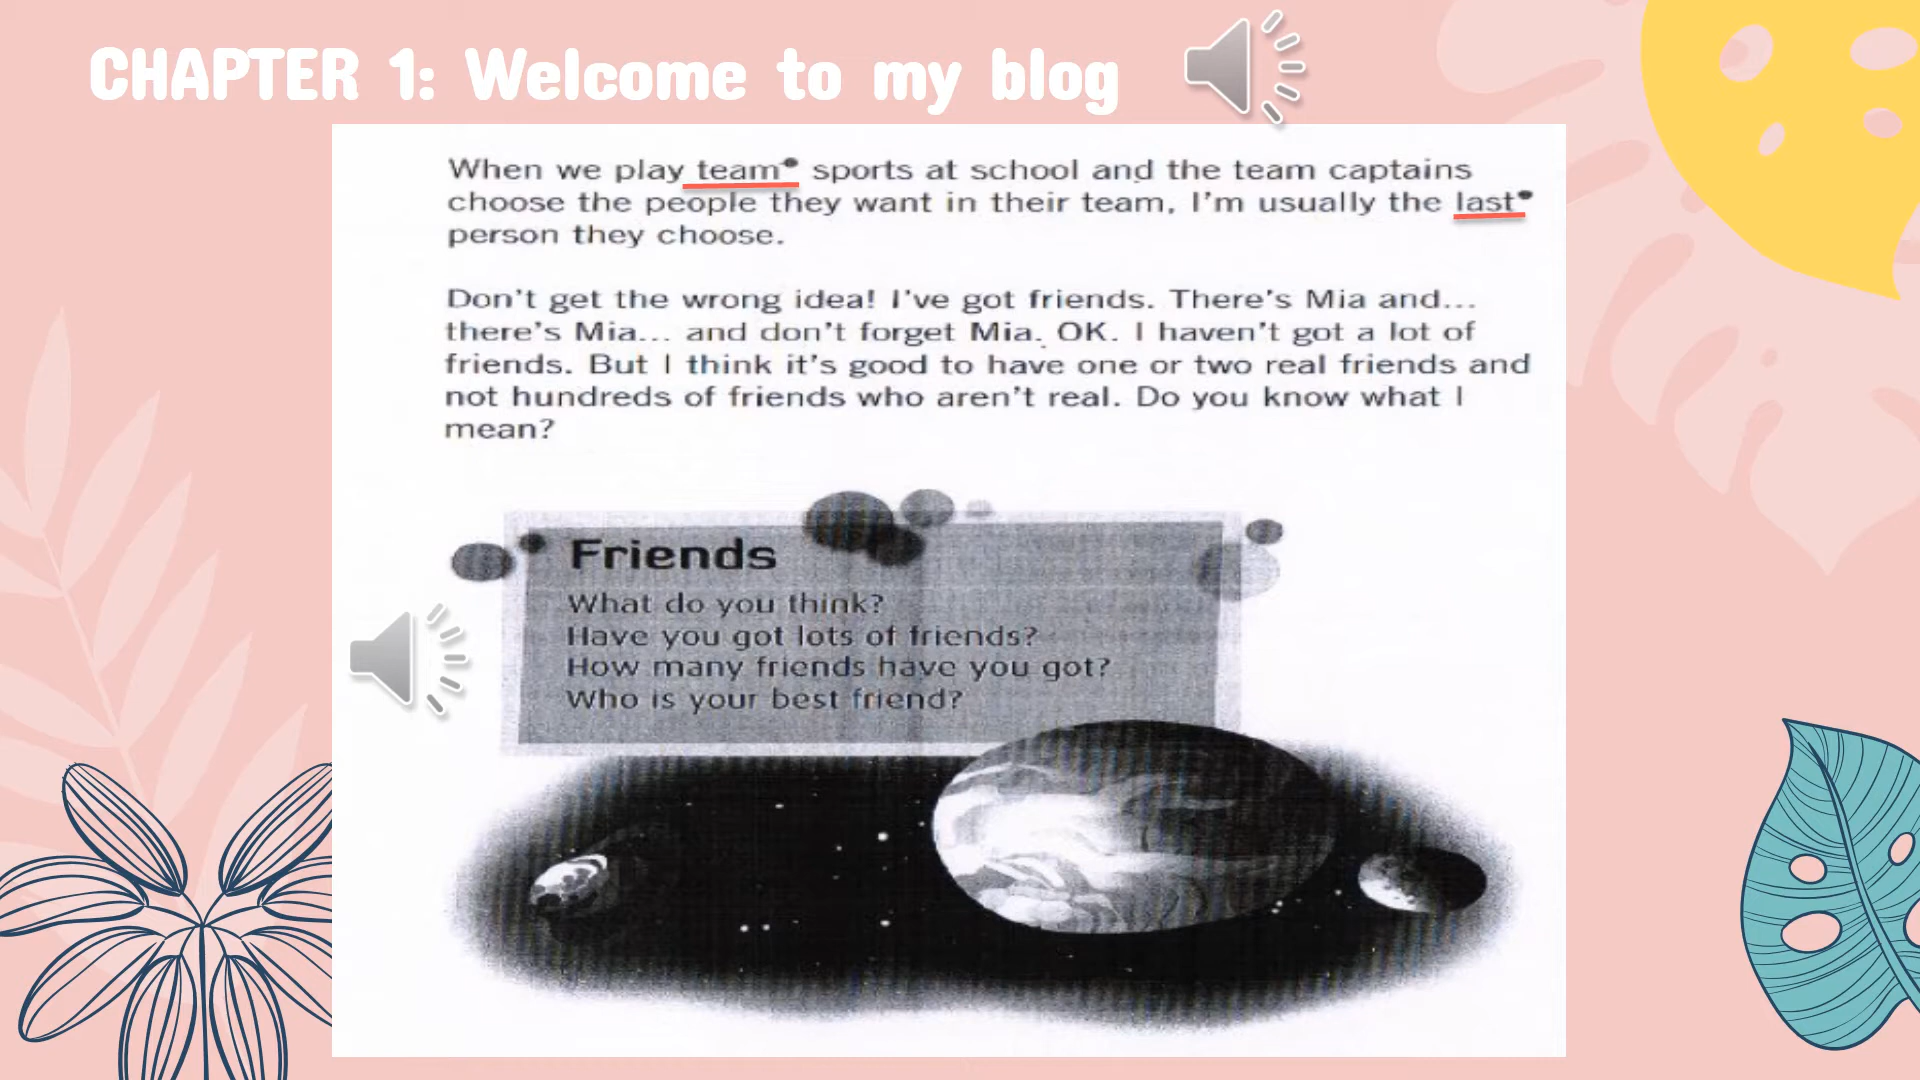 CHAPTER 1: Welcome to my blog
When we play team• sports at school and the team captains
choose the people they want in their team, I'm usually the last•
person they choose.
Don't get the wrong idea! I've got friends. There's Mia and...
there's Mia... and don't forget Mia. OK. I haven't got a lot of
friends. But I think it's good to have one or two real friends and
not hundreds of friends who aren't real. Do you know what I
mean?
Friends
What do you think?
Have you got lots of friends?
How many friends have you got?
Who is your best friend?